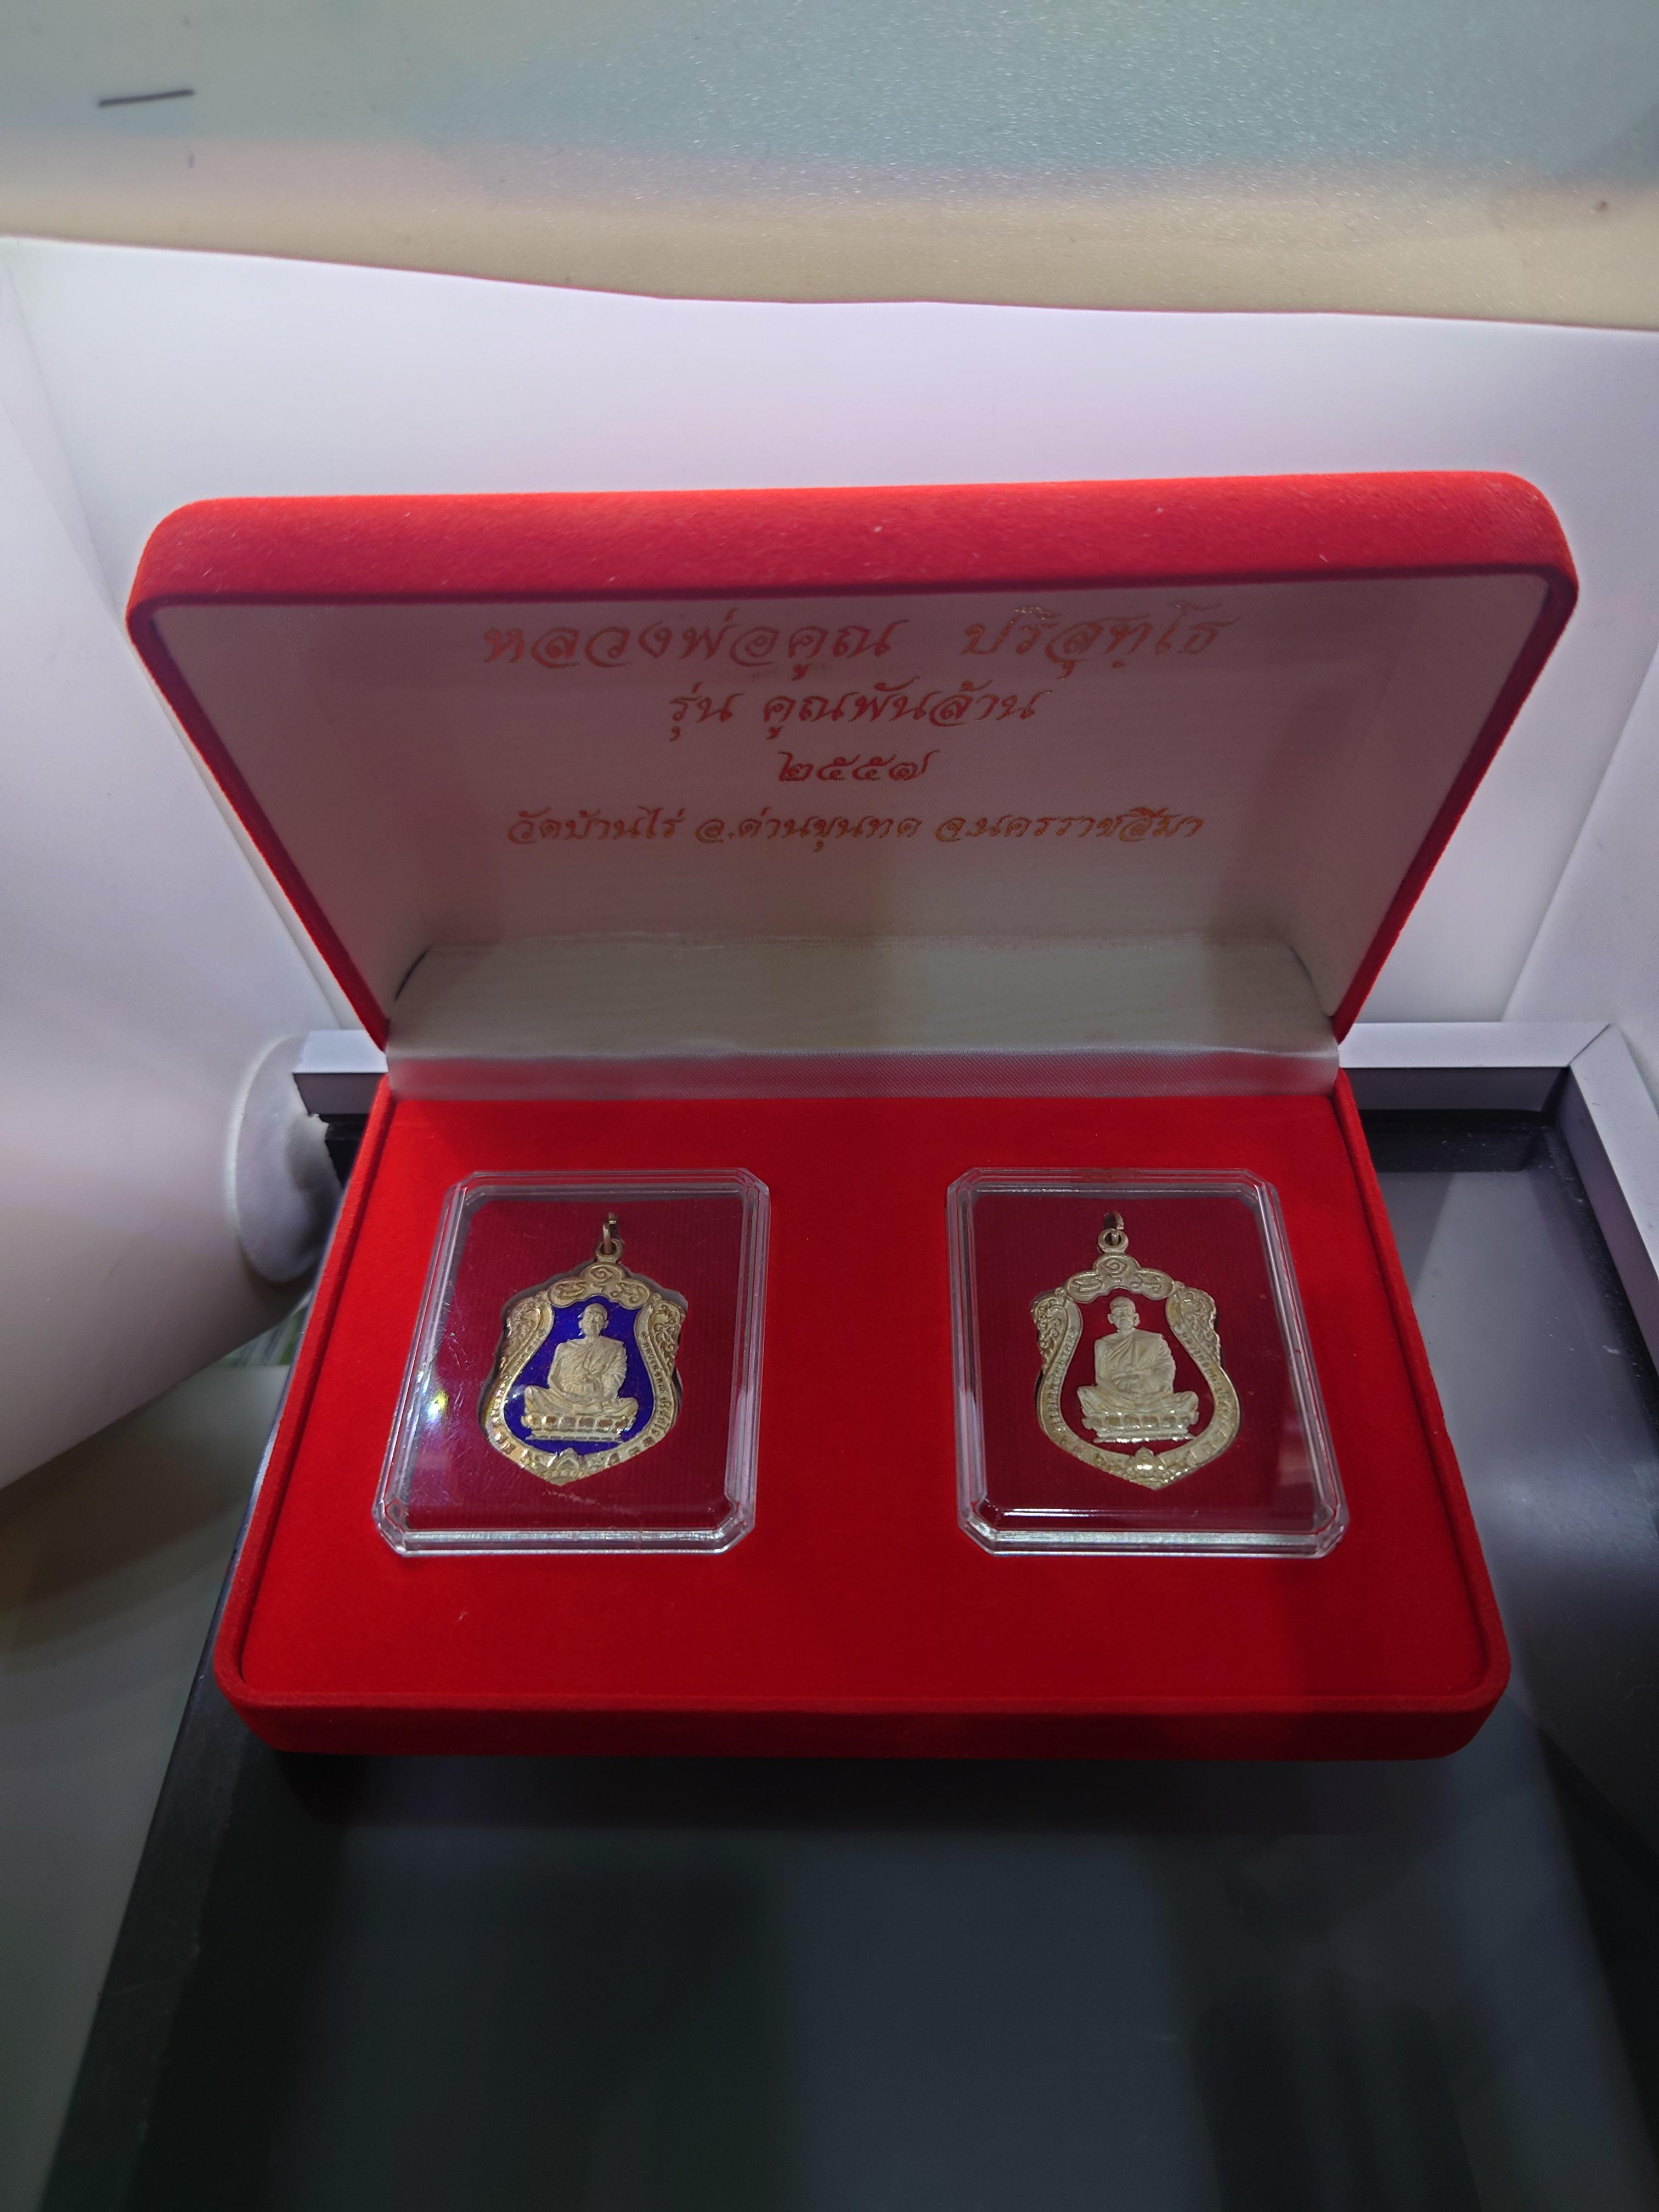 หลวงพ่อคูณ ปริสุทฺโธ
รุ่น คูณพันล้าน
๒๕๕๗
วัดบ้านไร่ อ.ด่านขุนทด จ.นครราชสีมา